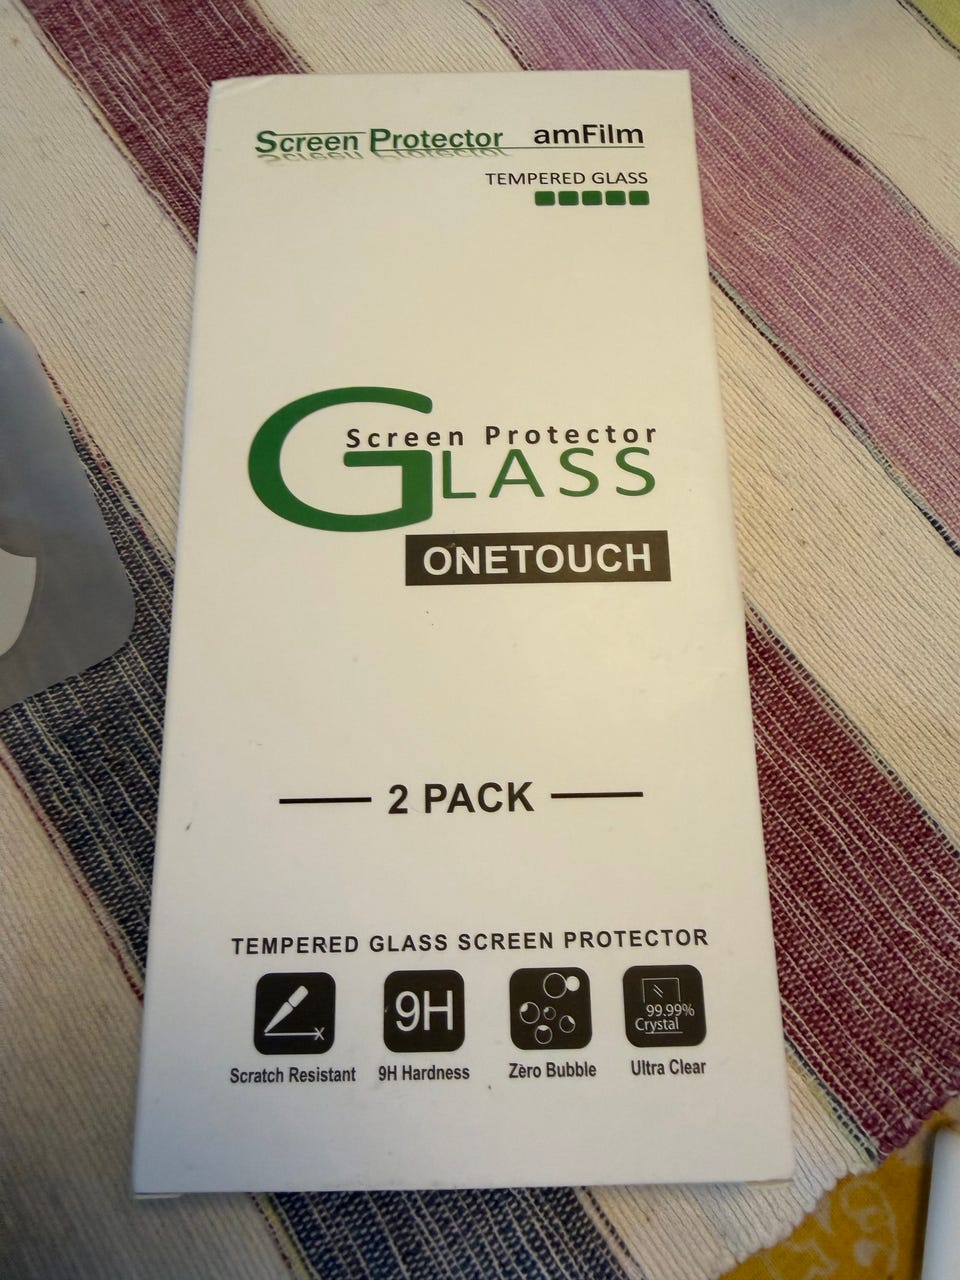 Screen Protector amFilm
TEMPERED GLASS
Screen Protector
GLASS
ONETOUCH
2 PACK
TEMPERED GLASS SCREEN PROTECTOR
9H
99.99%
Crystal
Scratch Resistant 9H Hardness Zero Bubble Ultra Clear